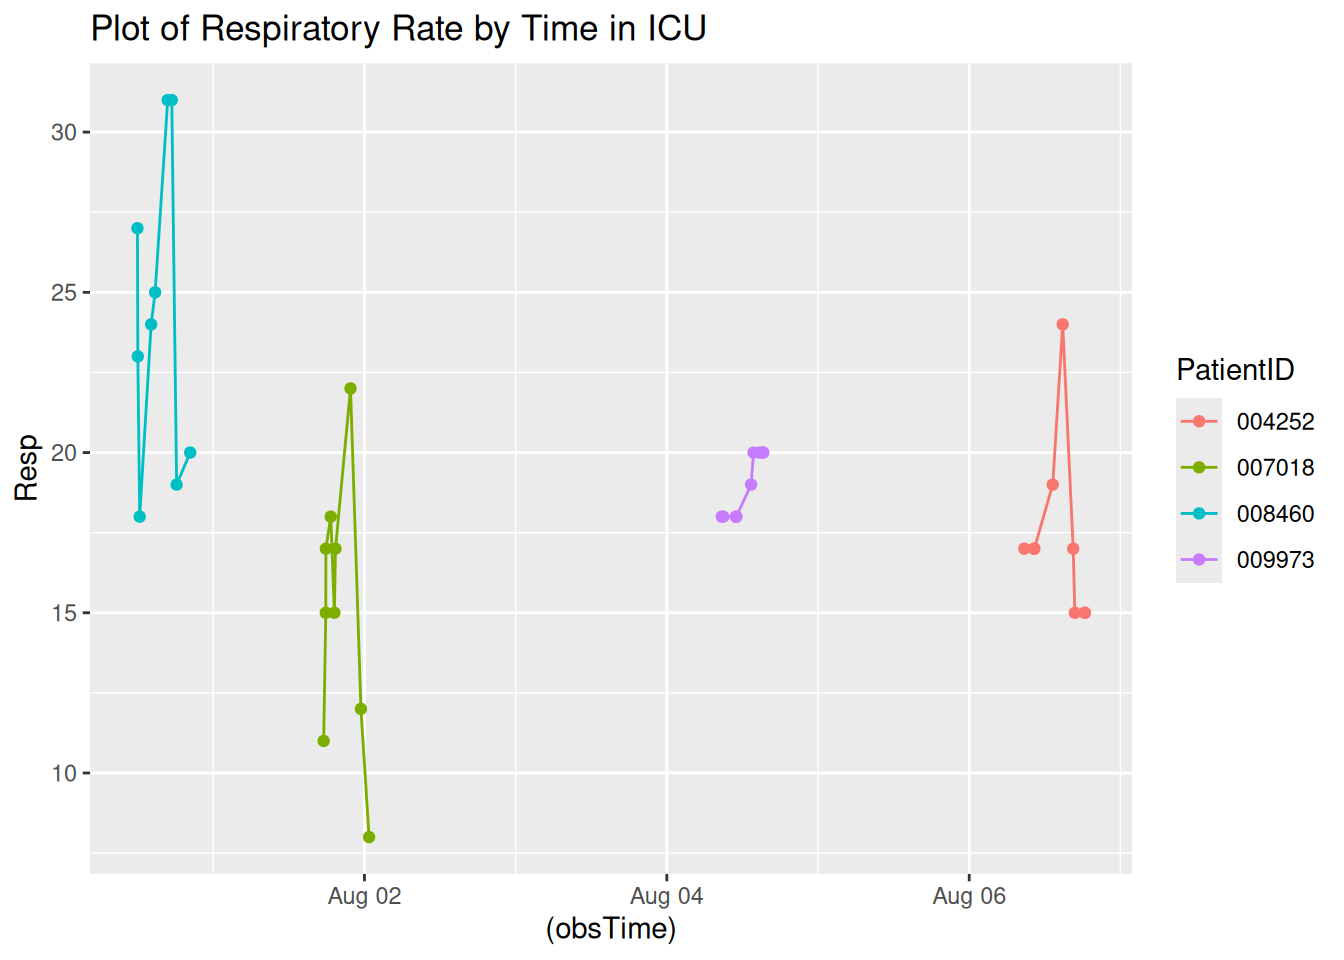 Plot of Respiratory Rate by Time in ICU
30
25
20
15
10
Resp
Aug 02
Aug 04
Aug 06
(obsTime)
PatientID
004252
007018
008460
009973